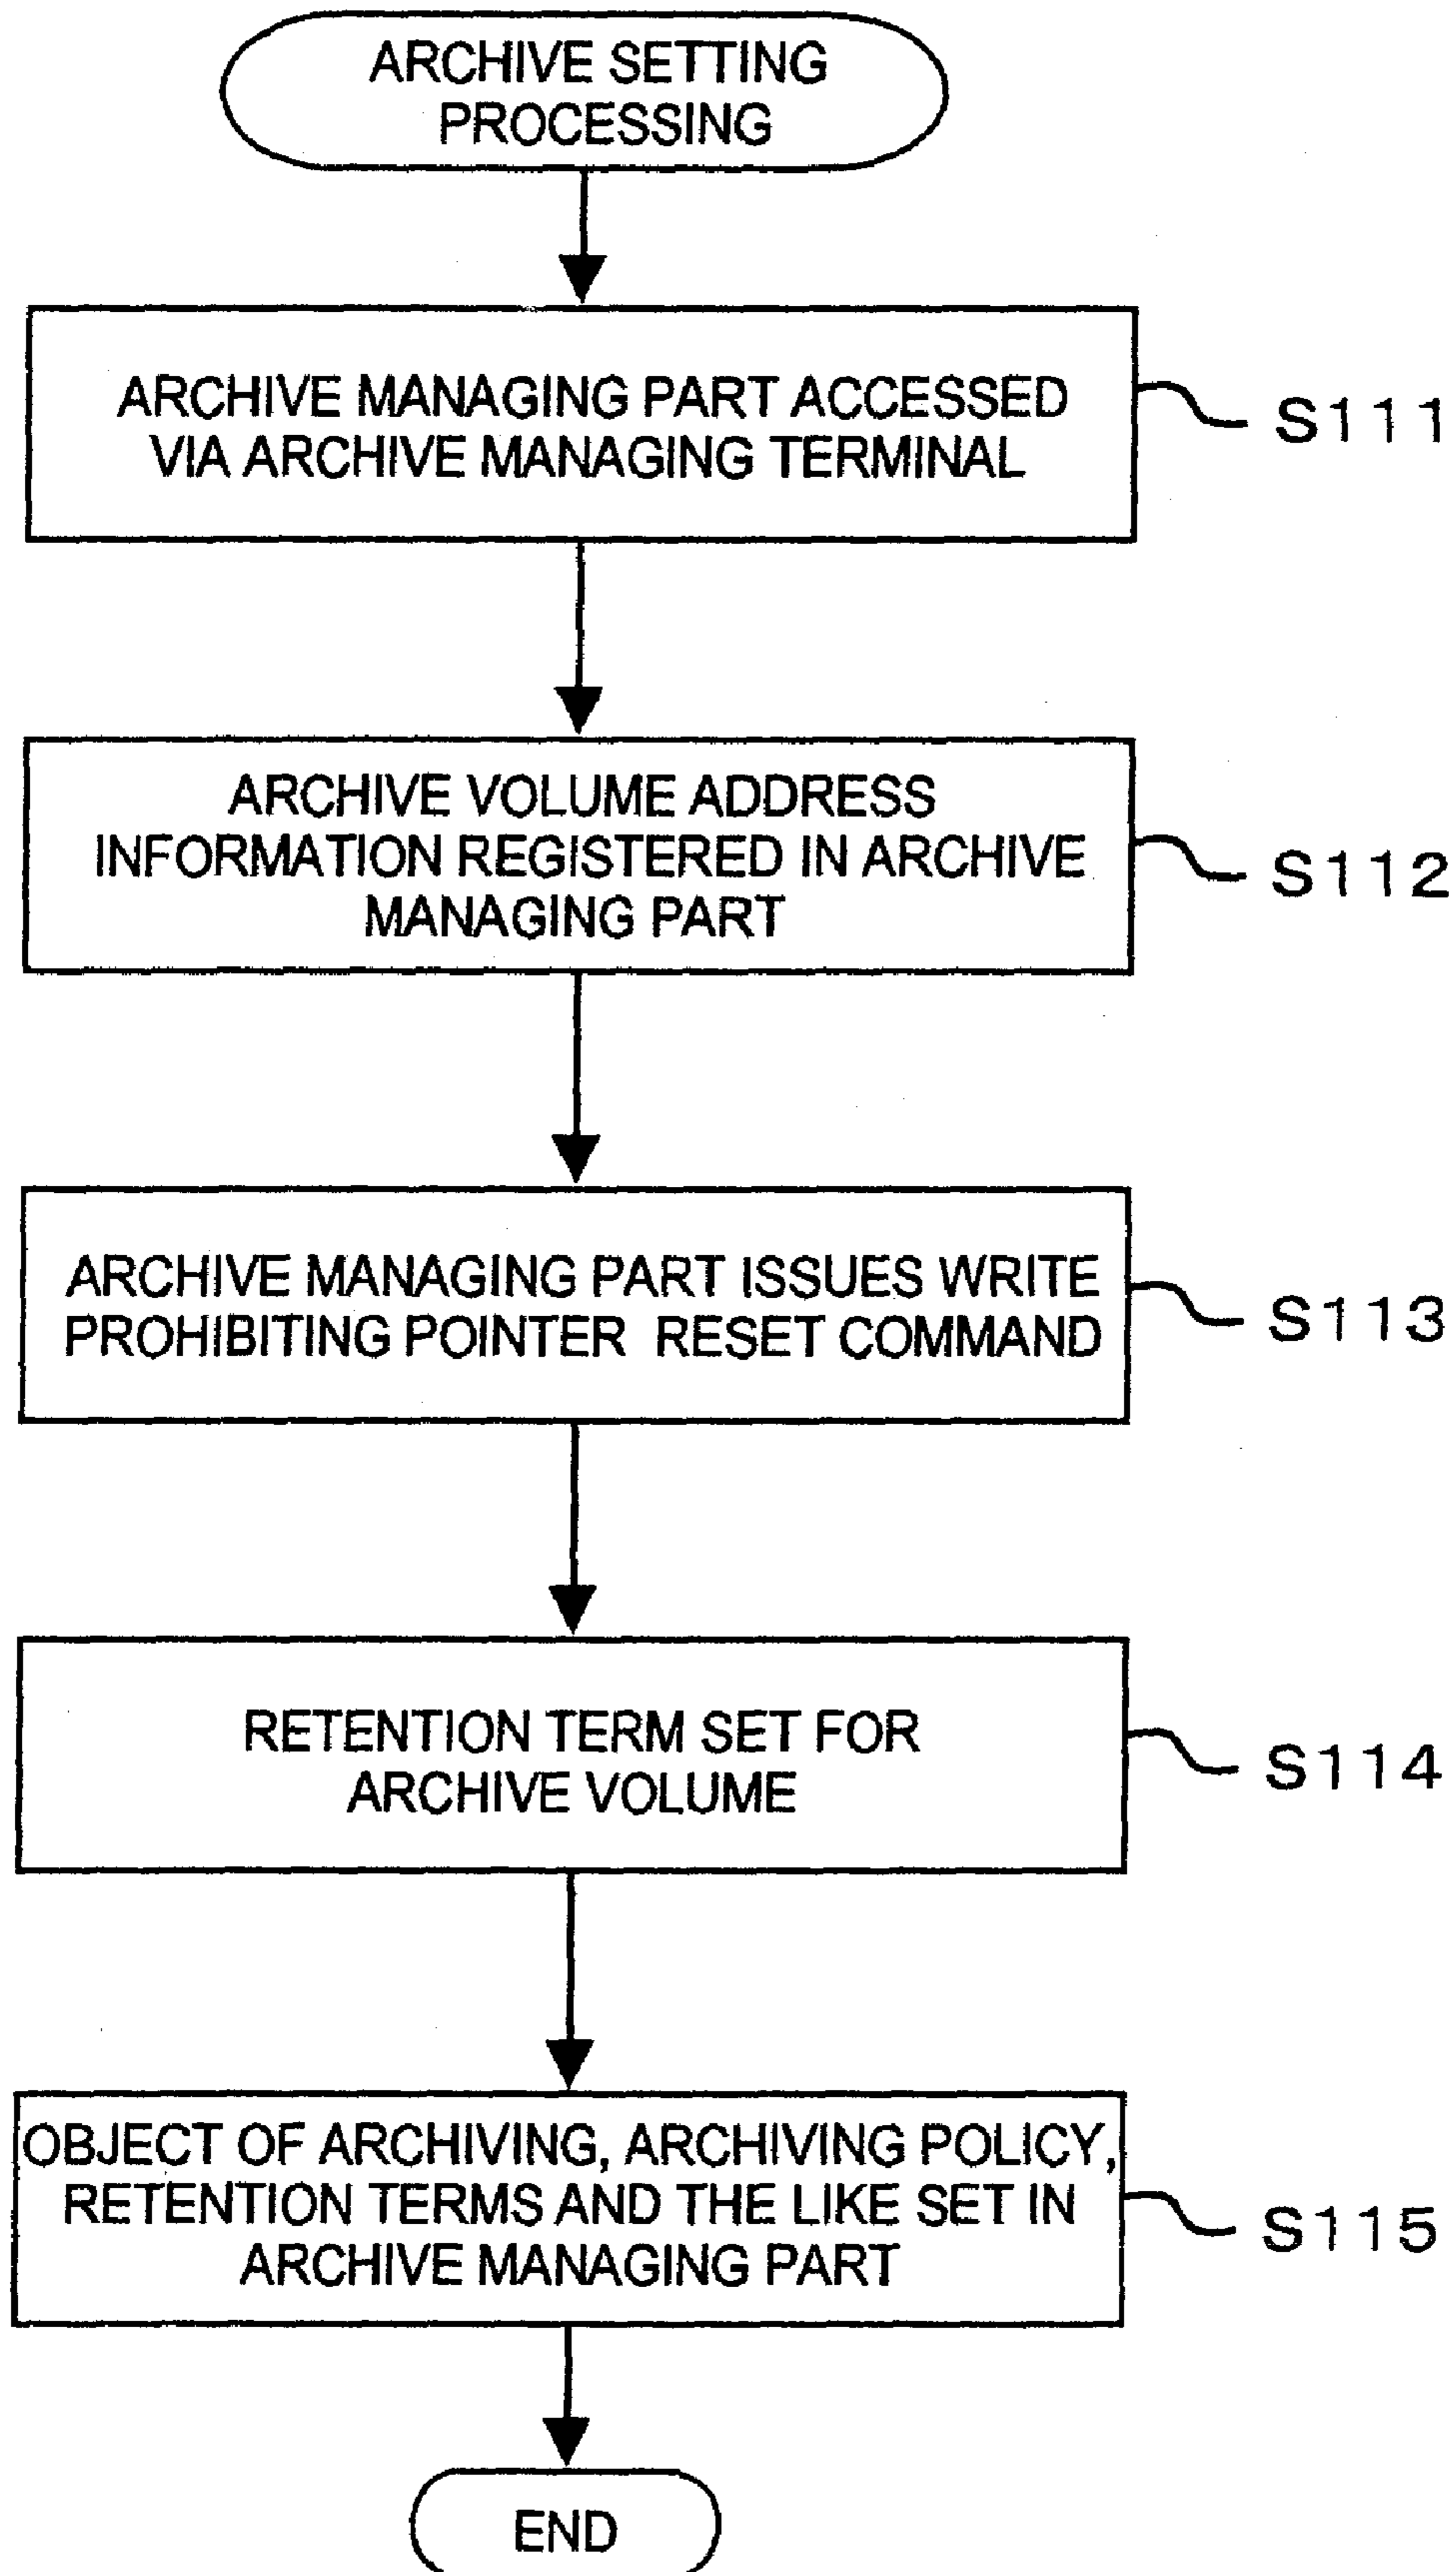 ARCHIVE SETTING
PROCESSING
ARCHIVE MANAGING PART ACCESSED
VIA ARCHIVE MANAGING TERMINAL
S111
ARCHIVE VOLUME ADDRESS
INFORMATION REGISTERED IN ARCHIVE
MANAGING PART
S112
ARCHIVE MANAGING PART ISSUES WRITE
PROHIBITING POINTER RESET COMMAND
S113
RETENTION TERM SET FOR
ARCHIVE VOLUME
S114
OBJECT OF ARCHIVING, ARCHIVING POLICY,
RETENTION TERMS AND THE LIKE SET IN
ARCHIVE MANAGING PART
S115
END